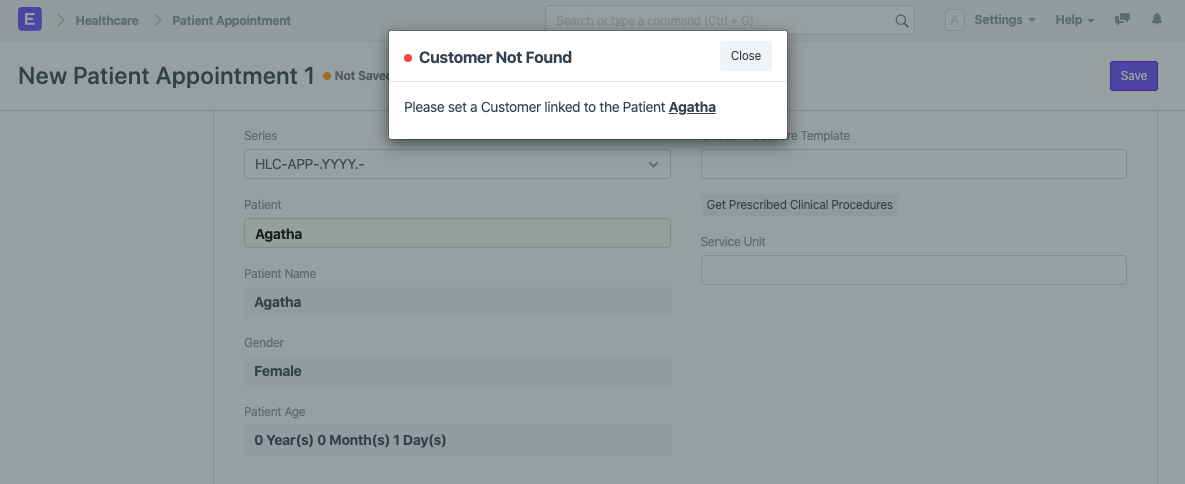 E Healthcare Patient Appointment Search or type a command (Ctrl + G) A Settings Help
Customer Not Found Close
New Patient Appointment 1 Not Saved Save
Please set a Customer linked to the Patient Agatha
Series
HLC-APP-.YYYY.-
Patient
Agatha
Patient Name
Agatha
Gender
Female
Patient Age
0 Year(s) 0 Month(s) 1 Day(s)
Template
Get Prescribed Clinical Procedures
Service Unit